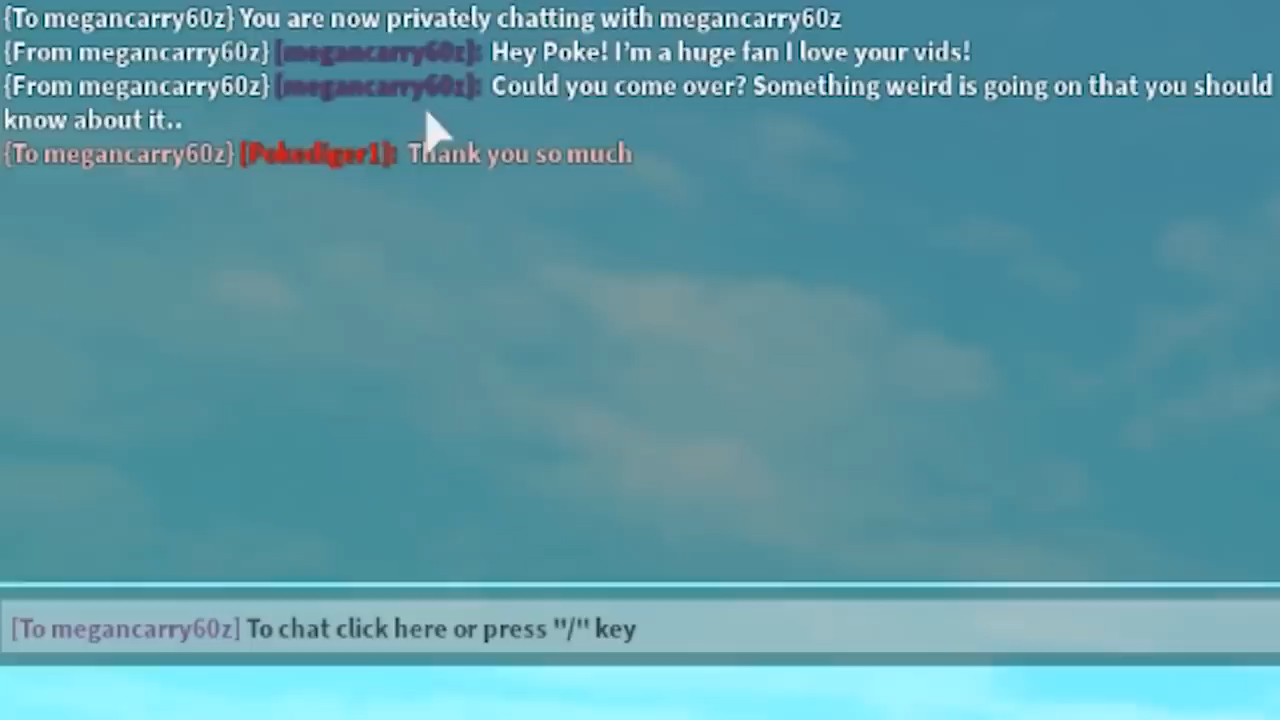 {To megancarry60z} You are now privately chatting with megancarry60z
{From megancarry60z} [megancarry60z]: Hey Poke! I'm a huge fan I love your vids!
{From megancarry60z} [megancarry60z]: Could you come over? Something weird is going on that you should
know about it..
{To megancarry60z} [Pokediger1]: Thank you so much
[To megancarry60z] To chat click here or press "/" key